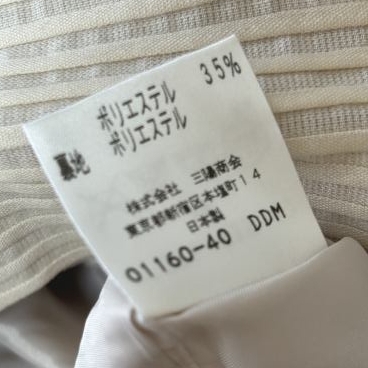 ポリエステル 35%
裏地 ポリエステル
株式会社 三陽商会
東京都新宿区本塩町14
日本製
01160-40 DDM